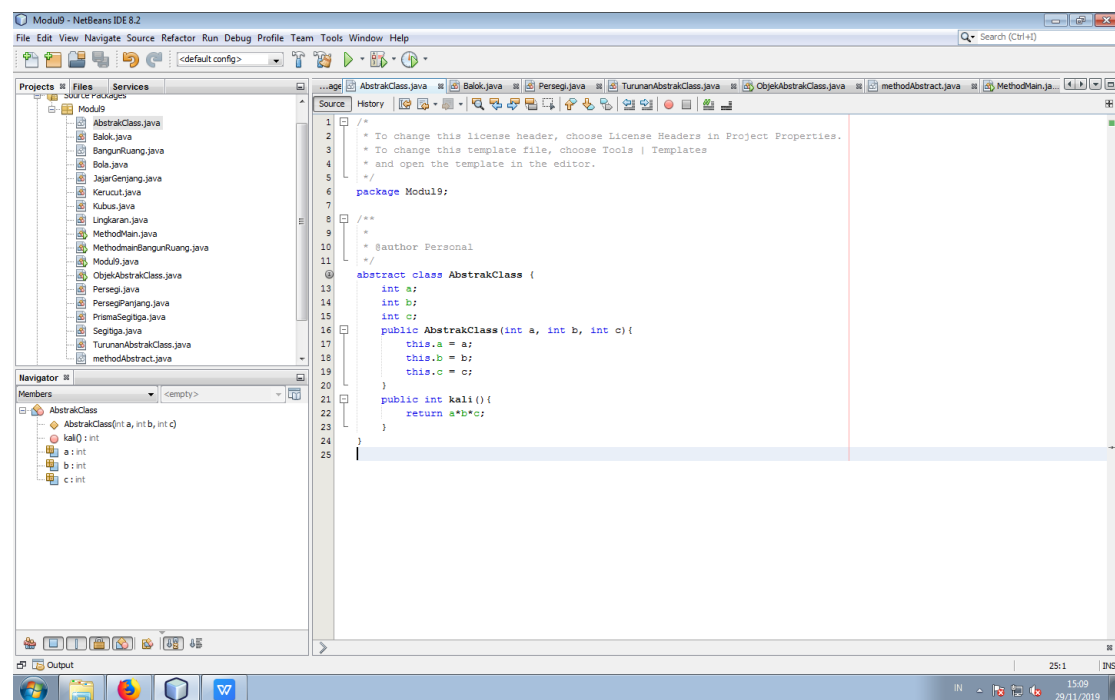 Modul9 - NetBeans IDE 8.2
File Edit View Navigate Source Refactor Run Debug Profile Team Tools Window Help
Search (Ctrl+I)
<default config>
Projects Files Services
Source Packages
Modul9
AbstrakClass.java
Balok.java
BangunRuang.java
Bola.java
JajarGenjang.java
Kerucut.java
Kubus.java
Lingkaran.java
MethodMain.java
MethodmainBangunRuang.java
Modul9.java
ObjekAbstrakClass.java
Persegi.java
PersegiPanjang.java
PrismaSegitiga.java
Segitiga.java
TurunanAbstrakClass.java
methodAbstract.java
Navigator
Members <empty>
AbstrakClass
AbstrakClass(int a, int b, int c)
kali() : int
a : int
b : int
c : int
...age AbstrakClass.java Balok.java Persegi.java TurunanAbstrakClass.java ObjekAbstrakClass.java methodAbstract.java MethodMain.ja...
Source History
1 /*
2 * To change this license header, choose License Headers in Project Properties.
3 * To change this template file, choose Tools | Templates
4 * and open the template in the editor.
5 */
6 package Modul9;
7
8 /**
9 *
10 * @author Personal
11 */
abstract class AbstrakClass {
13 int a;
14 int b;
15 int c;
16 public AbstrakClass(int a, int b, int c){
17 this.a = a;
18 this.b = b;
19 this.c = c;
20 }
21 public int kali(){
22 return a*b*c;
23 }
24 }
25
Output
25:1 INS
IN
15:09
29/11/2019